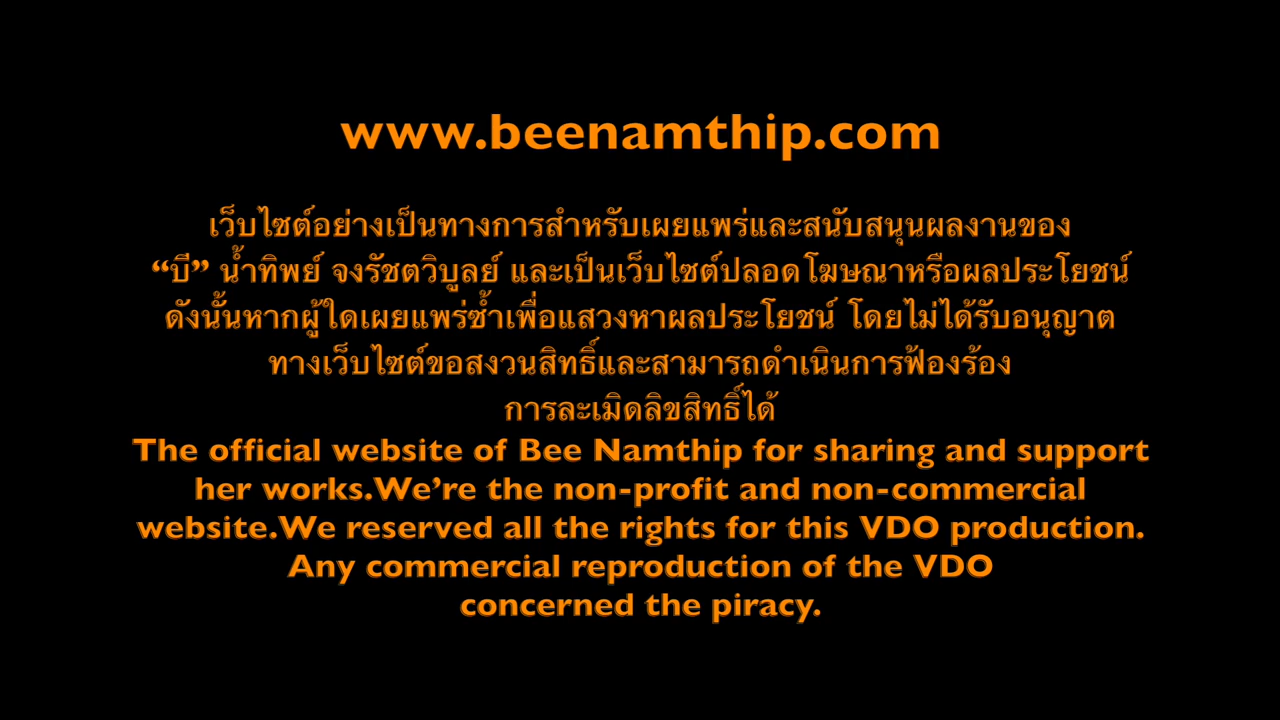 www.beenamthip.com
เว็บไซต์อย่างเป็นทางการสำหรับเผยแพร่และสนับสนุนผลงานของ
“บี” น้ำทิพย์ จงรัชตวิบูลย์ และเป็นเว็บไซต์ปลอดโฆษณาหรือผลประโยชน์
ดังนั้นหากผู้ใดเผยแพร่ซ้ำเพื่อแสวงหาผลประโยชน์ โดยไม่ได้รับอนุญาต
ทางเว็บไซต์ขอสงวนสิทธิ์และสามารถดำเนินการฟ้องร้อง
การละเมิดลิขสิทธิ์ได้
The official website of Bee Namthip for sharing and support
her works.We’re the non-profit and non-commercial
website.We reserved all the rights for this VDO production.
Any commercial reproduction of the VDO
concerned the piracy.